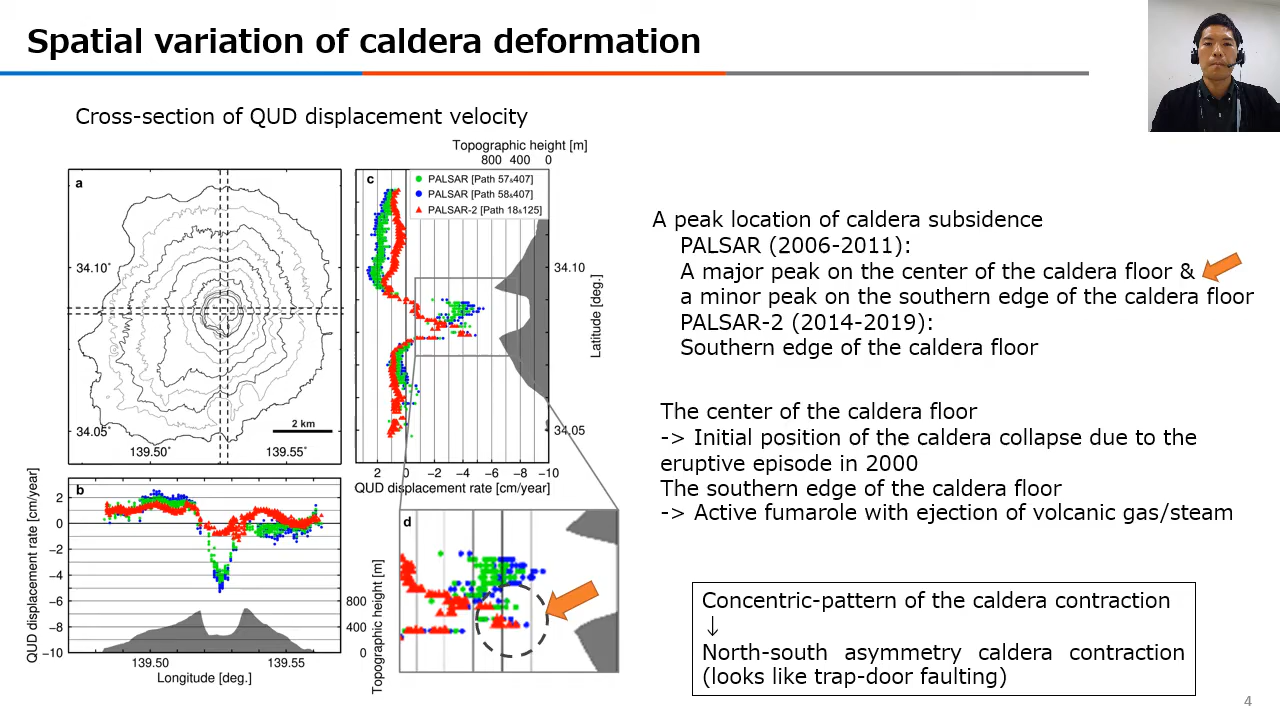 Spatial variation of caldera deformation
Cross-section of QUD displacement velocity
Topographic height [m]
800 400 0
a
34.10°
34.05°
2 km
139.50°
139.55°
c
PALSAR [Path 57&407]
PALSAR [Path 58&407]
PALSAR-2 [Path 18&125]
34.10
Latitude [deg.]
34.05
2 0 −2 −4 −6 −8 −10
QUD displacement rate [cm/year]
b
QUD displacement rate [cm/year]
2
0
−2
−4
−6
−8
−10
800
400
0
Topographic height [m]
139.50
139.55
Longitude [deg.]
d
A peak location of caldera subsidence
PALSAR (2006-2011):
A major peak on the center of the caldera floor &
a minor peak on the southern edge of the caldera floor
PALSAR-2 (2014-2019):
Southern edge of the caldera floor
The center of the caldera floor
-> Initial position of the caldera collapse due to the
eruptive episode in 2000
The southern edge of the caldera floor
-> Active fumarole with ejection of volcanic gas/steam
Concentric-pattern of the caldera contraction
↓
North-south asymmetry caldera contraction
(looks like trap-door faulting)
4